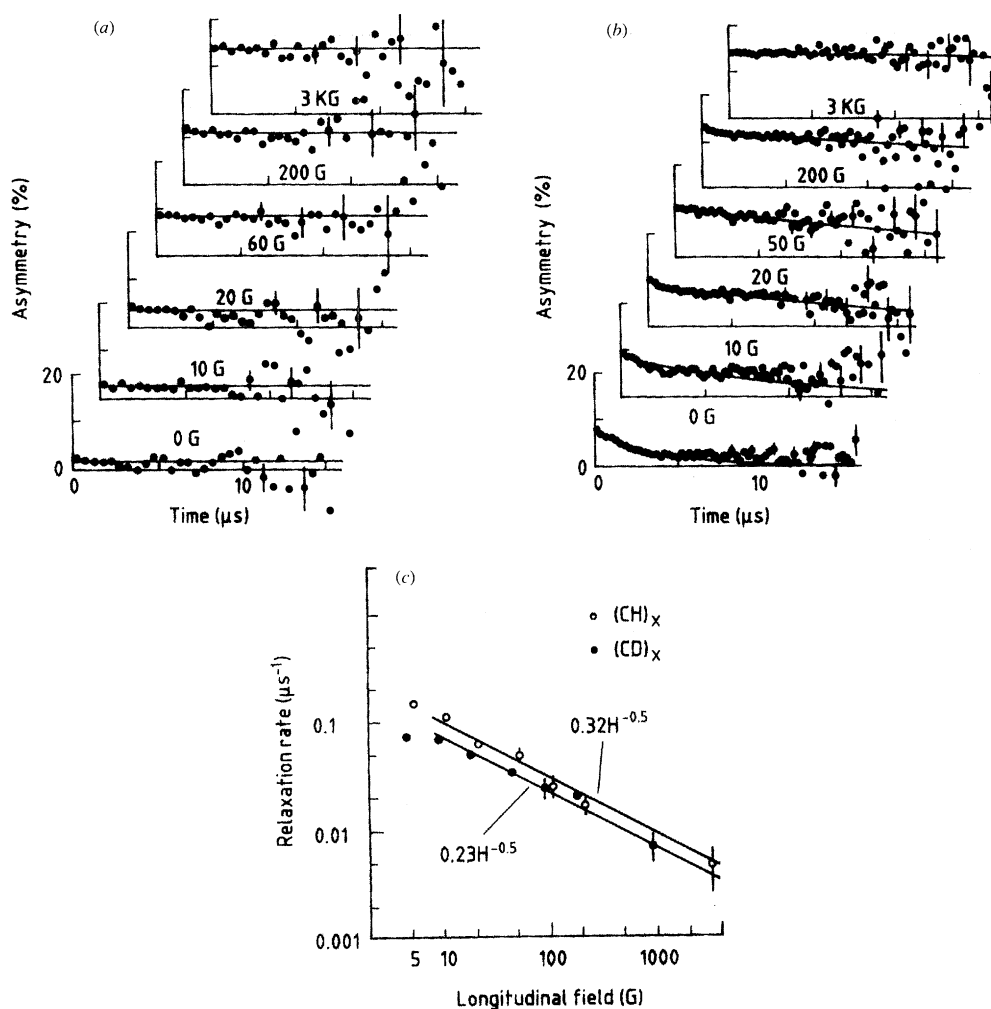 (a)
Asymmetry (%)
3 KG
200 G
60 G
20 G
10 G
0 G
20
0
0
10
Time (μs)
(b)
Asymmetry (%)
3 KG
200 G
50 G
20 G
10 G
0 G
20
0
0
10
Time (μs)
(c)
(CH)x
(CD)x
Relaxation rate (μs⁻¹)
0.1
0.01
0.001
0.32H⁻⁰·⁵
0.23H⁻⁰·⁵
5
10
100
1000
Longitudinal field (G)